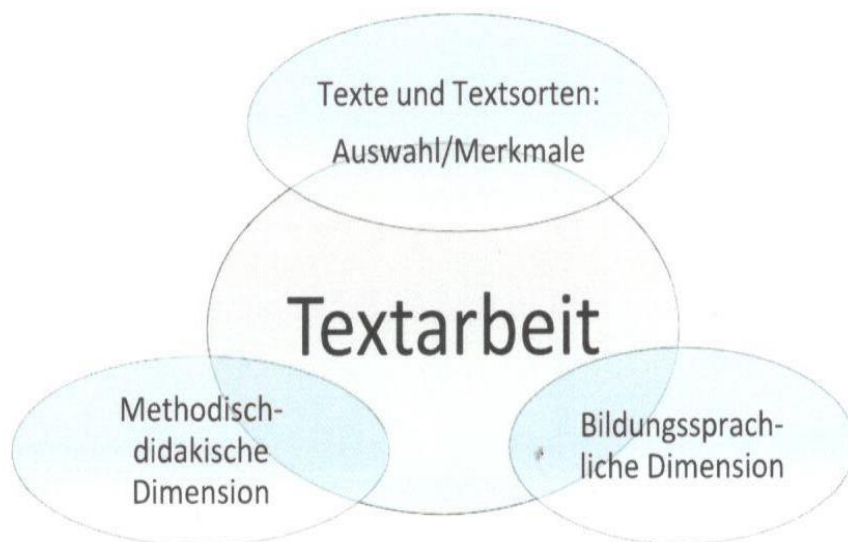 Texte und Textsorten:
Auswahl/Merkmale
Textarbeit
Methodisch-
didakische
Dimension
Bildungssprach-
liche Dimension